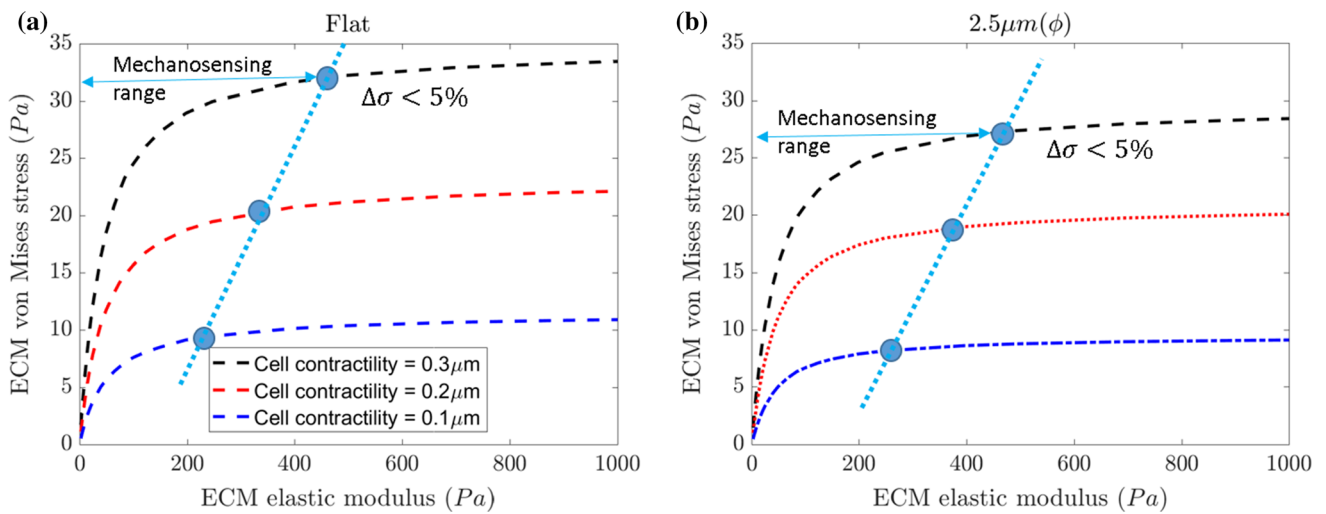 (a)
Flat
35
30
25
20
15
10
5
0
ECM von Mises stress (Pa)
Mechanosensing
range
Δσ < 5%
Cell contractility = 0.3μm
Cell contractility = 0.2μm
Cell contractility = 0.1μm
0 200 400 600 800 1000
ECM elastic modulus (Pa)
(b)
2.5μm(ϕ)
35
30
25
20
15
10
5
0
ECM von Mises stress (Pa)
Mechanosensing
range
Δσ < 5%
0 200 400 600 800 1000
ECM elastic modulus (Pa)